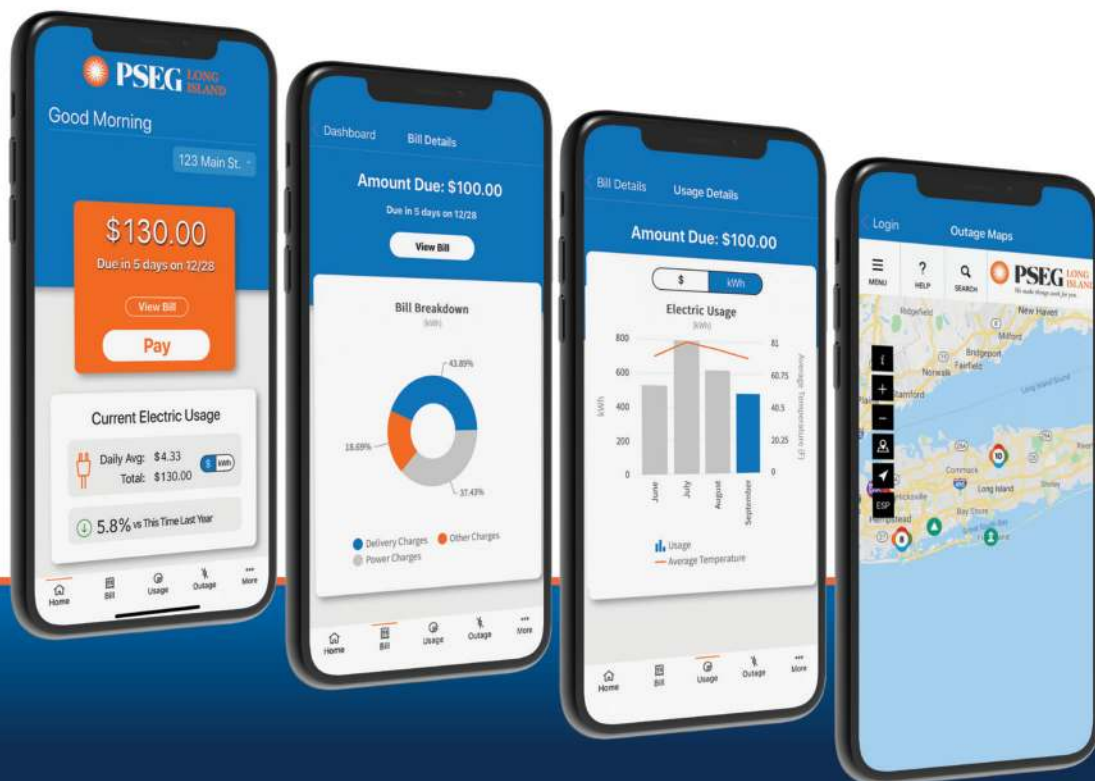 PSEG LONG ISLAND
Good Morning
123 Main St.
$130.00
Due in 5 days on 12/28
View Bill
Pay
Current Electric Usage
Daily Avg: $4.33
Total: $130.00
$ kWh
5.8% vs This Time Last Year
Home Bill Usage Outage More
Dashboard Bill Details
Amount Due: $100.00
Due in 5 days on 12/28
View Bill
Bill Breakdown
(kWh)
43.89%
18.69%
37.43%
Delivery Charges Other Charges
Power Charges
Home Bill Usage Outage More
Bill Details Usage Details
Amount Due: $100.00
$ kWh
Electric Usage
(kWh)
800 81
600 60.75
400 40.5
200 20.25
0 0
kWh
Average Temperature (F)
June July August September
Usage
Average Temperature
Home Bill Usage Outage More
Login Outage Maps
MENU HELP SEARCH
PSEG LONG ISLAND
We make things work for you.
Ridgefield New Haven
Milford
Bridgeport
Fairfield
Norwalk
Stamford
Long Island Sound
i
+
−
ESP
10
Commack
Long Island Shirley
Hicksville
Bay Shore
Hempstead
8